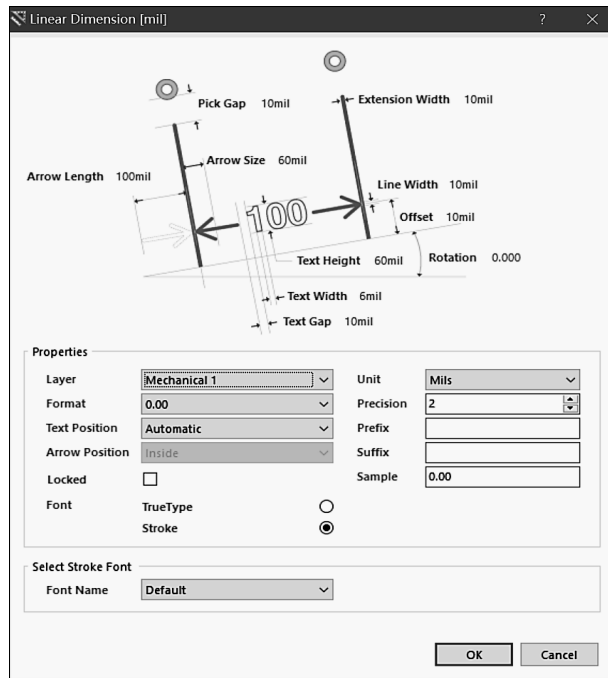 Linear Dimension [mil] ?
Pick Gap 10mil
Extension Width 10mil
Arrow Length 100mil
Arrow Size 60mil
Line Width 10mil
100
Offset 10mil
Text Height 60mil
Rotation 0.000
Text Width 6mil
Text Gap 10mil
Properties
Layer Mechanical 1 Unit Mils
Format 0.00 Precision 2
Text Position Automatic Prefix
Arrow Position Inside Suffix
Locked Sample 0.00
Font TrueType
Stroke
Select Stroke Font
Font Name Default
OK Cancel